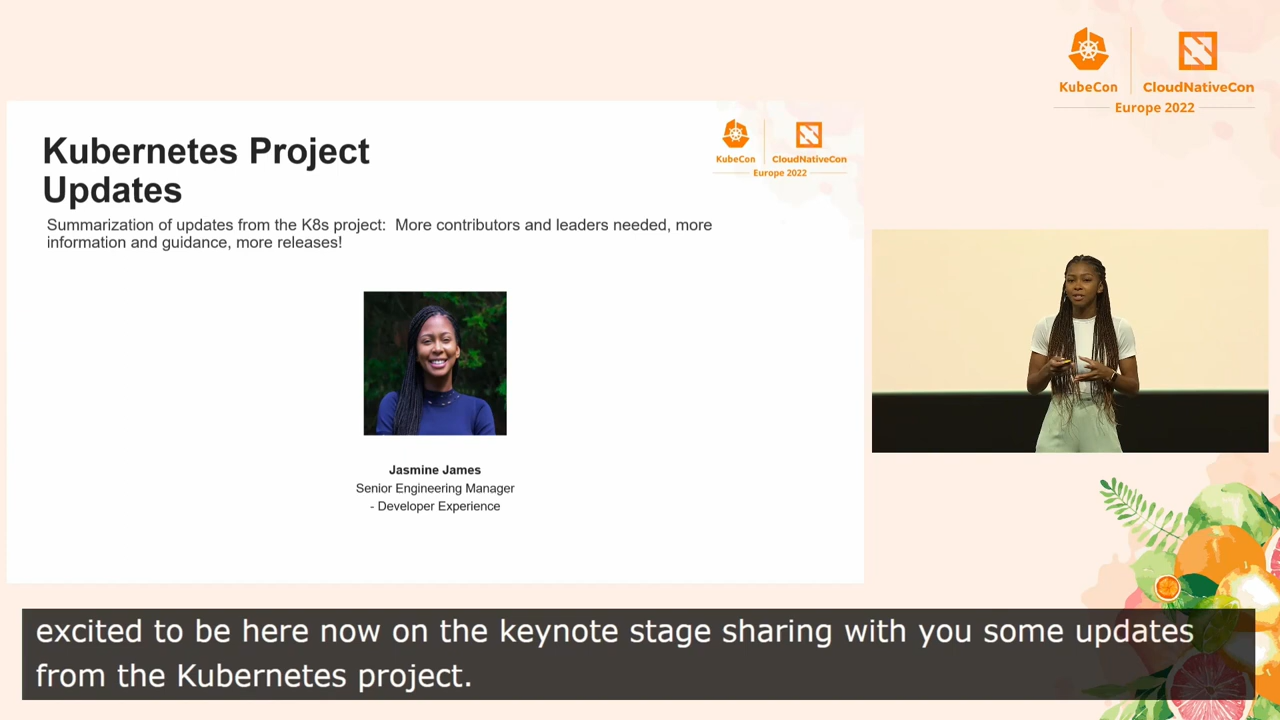 KubeCon
CloudNativeCon
Europe 2022
Kubernetes Project
Updates
KubeCon
CloudNativeCon
Europe 2022
Summarization of updates from the K8s project:  More contributors and leaders needed, more
information and guidance, more releases!
Jasmine James
Senior Engineering Manager
- Developer Experience
excited to be here now on the keynote stage sharing with you some updates
from the Kubernetes project.